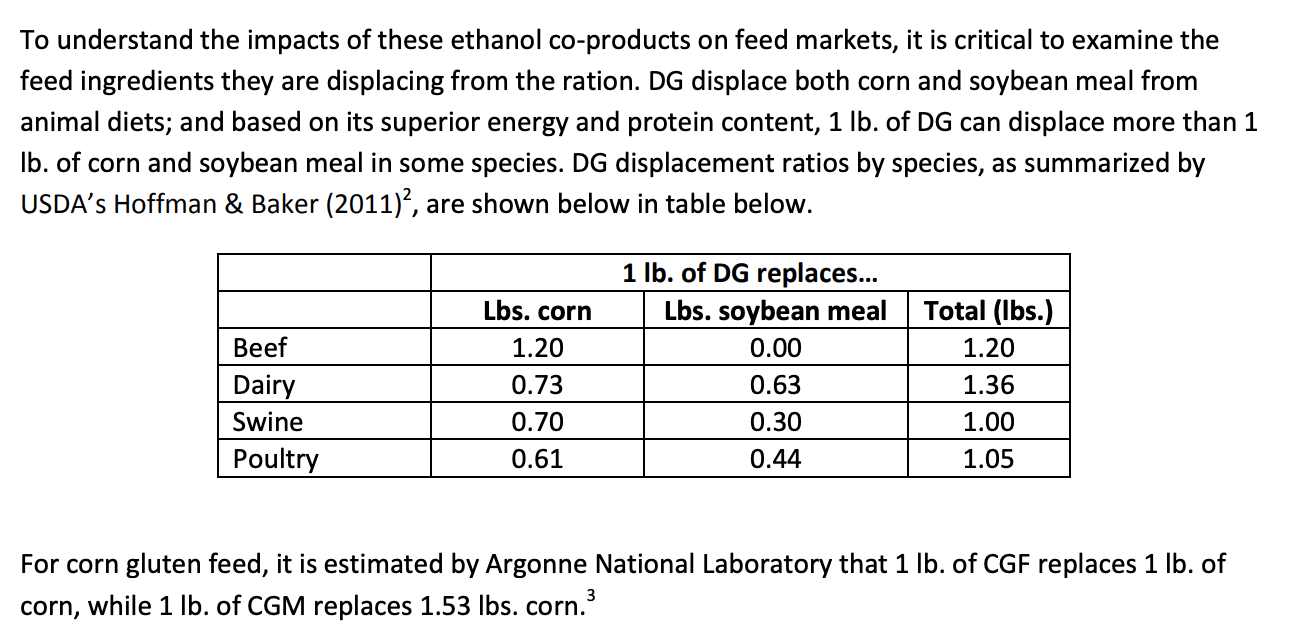 To understand the impacts of these ethanol co-products on feed markets, it is critical to examine the
feed ingredients they are displacing from the ration. DG displace both corn and soybean meal from
animal diets; and based on its superior energy and protein content, 1 lb. of DG can displace more than 1
lb. of corn and soybean meal in some species. DG displacement ratios by species, as summarized by
USDA’s Hoffman & Baker (2011)², are shown below in table below.
1 lb. of DG replaces...
Lbs. corn Lbs. soybean meal Total (lbs.)
Beef 1.20 0.00 1.20
Dairy 0.73 0.63 1.36
Swine 0.70 0.30 1.00
Poultry 0.61 0.44 1.05
For corn gluten feed, it is estimated by Argonne National Laboratory that 1 lb. of CGF replaces 1 lb. of
corn, while 1 lb. of CGM replaces 1.53 lbs. corn.³